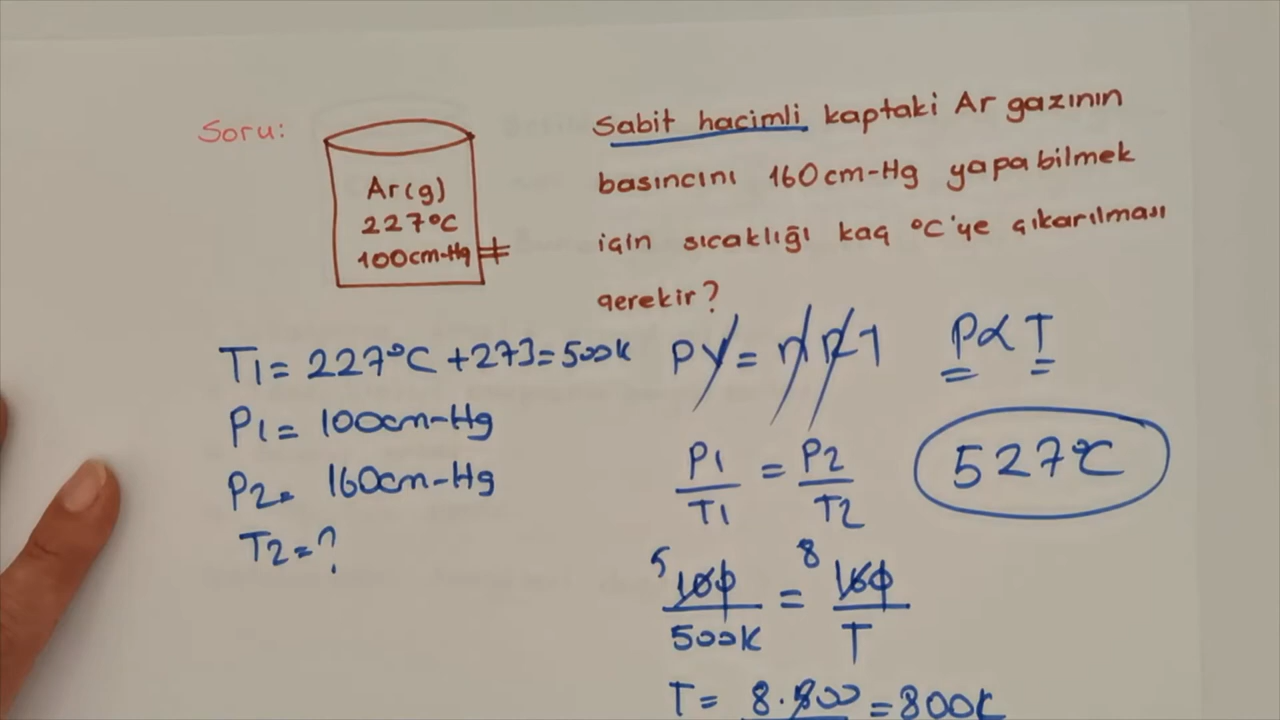 Soru:
Ar(g)
227°C
100cm-Hg
Sabit hacimli kaptaki Ar gazının
basıncını 160cm-Hg yapabilmek
için sıcaklığı kaç °C'ye çıkarılması
gerekir?
T1= 227°C +273=500K
P1= 100cm-Hg
P2= 160cm-Hg
T2=?
PV = nRT
P∝T
P1/T1 = P2/T2
527°C
5 100/500K = 8 160/T
T= 8.500 = 800K